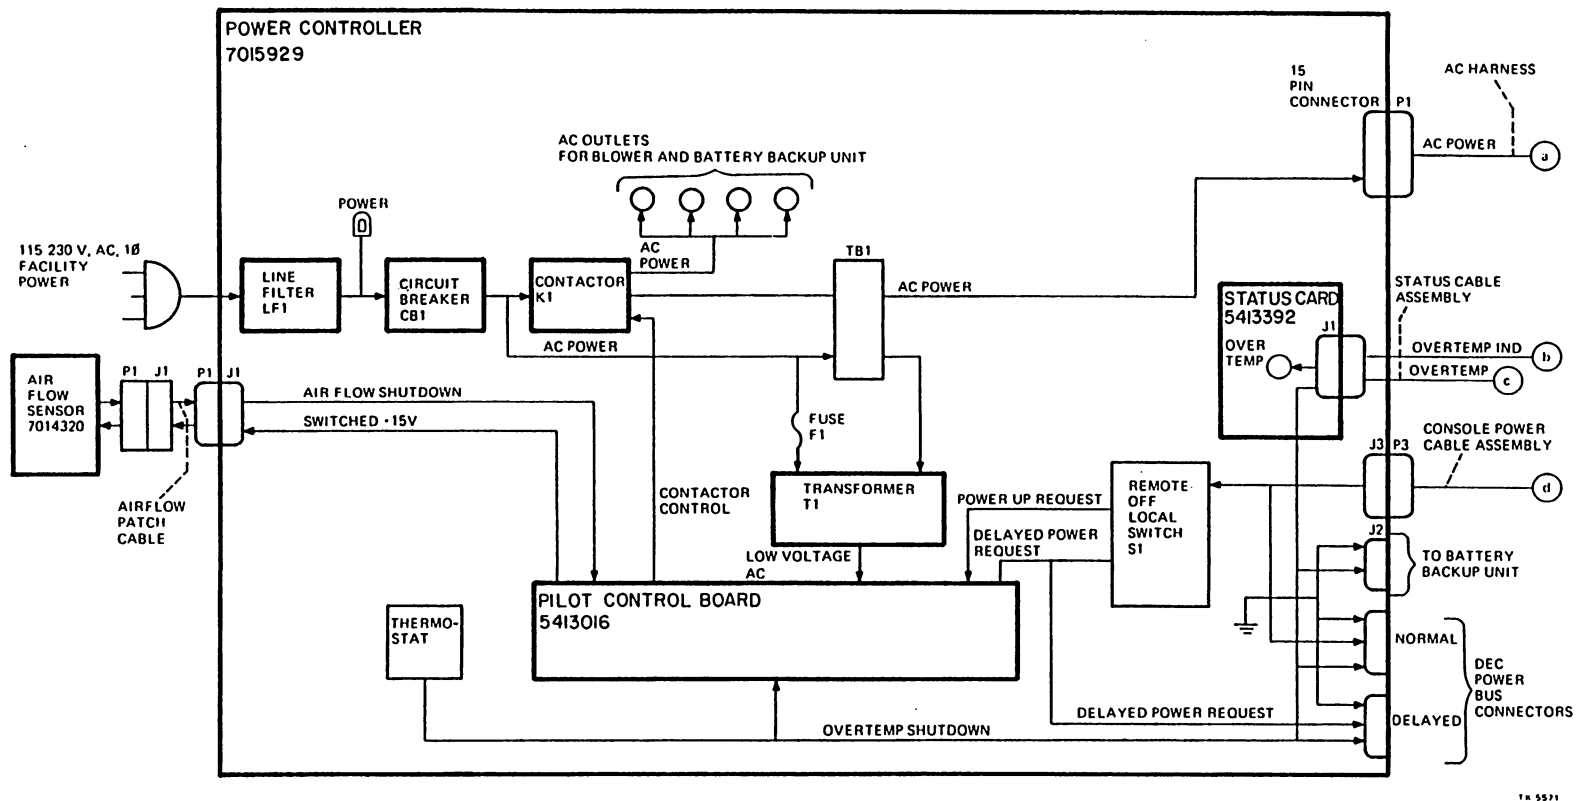 POWER CONTROLLER
7015929
15
PIN
CONNECTOR
P1
AC HARNESS
AC POWER
a
AC OUTLETS
FOR BLOWER AND BATTERY BACKUP UNIT
POWER
115 230 V, AC, 1Ø
FACILITY
POWER
LINE
FILTER
LF1
CIRCUIT
BREAKER
CB1
CONTACTOR
K1
AC
POWER
TB1
AC POWER
AC POWER
STATUS CARD
5413392
J1
OVER
TEMP
STATUS CABLE
ASSEMBLY
OVERTEMP IND
b
OVERTEMP
c
AIR
FLOW
SENSOR
7014320
P1
J1
P1
J1
AIR FLOW SHUTDOWN
SWITCHED · 15V
AIRFLOW
PATCH
CABLE
FUSE
F1
CONTACTOR
CONTROL
TRANSFORMER
T1
LOW VOLTAGE
AC
POWER UP REQUEST
DELAYED POWER
REQUEST
REMOTE-
OFF
LOCAL
SWITCH
S1
J3
P3
CONSOLE POWER
CABLE ASSEMBLY
d
J2
TO BATTERY
BACKUP UNIT
PILOT CONTROL BOARD
5413016
THERMO-
STAT
NORMAL
DELAYED
DEC
POWER
BUS
CONNECTORS
DELAYED POWER REQUEST
OVERTEMP SHUTDOWN
TK 5571